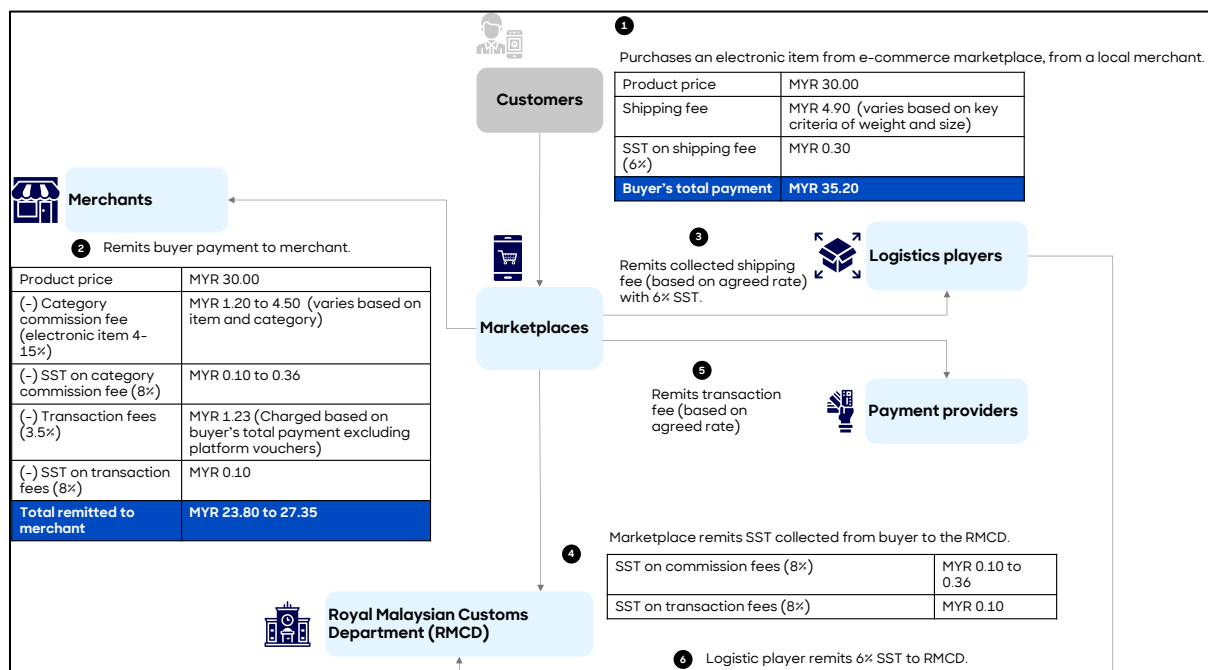 1
Purchases an electronic item from e-commerce marketplace, from a local merchant.
Customers
Product price MYR 30.00
Shipping fee MYR 4.90 (varies based on key
criteria of weight and size)
SST on shipping fee MYR 0.30
(6%)
Buyer's total payment MYR 35.20
Merchants
2 Remits buyer payment to merchant.
Product price MYR 30.00
(-) Category MYR 1.20 to 4.50 (varies based on
commission fee item and category)
(electronic item 4-
15%)
(-) SST on category MYR 0.10 to 0.36
commission fee (8%)
(-) Transaction fees MYR 1.23 (Charged based on
(3.5%) buyer's total payment excluding
platform vouchers)
(-) SST on transaction MYR 0.10
fees (8%)
Total remitted to MYR 23.80 to 27.35
merchant
Marketplaces
3
Remits collected shipping
fee (based on agreed rate)
with 6% SST.
Logistics players
5
Remits transaction
fee (based on
agreed rate)
Payment providers
4
Marketplace remits SST collected from buyer to the RMCD.
SST on commission fees (8%) MYR 0.10 to
0.36
SST on transaction fees (8%) MYR 0.10
Royal Malaysian Customs
Department (RMCD)
6 Logistic player remits 6% SST to RMCD.